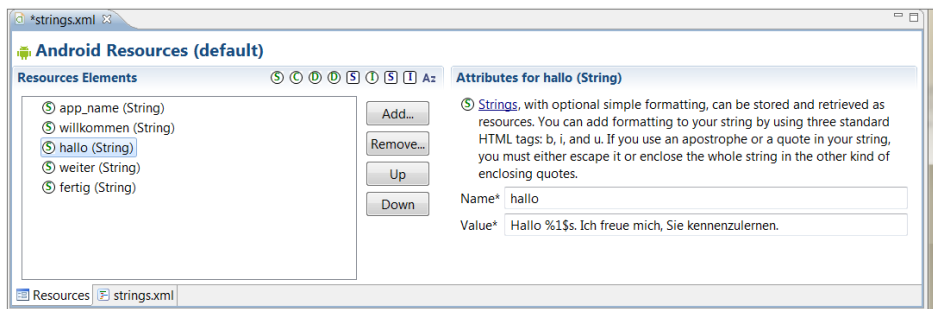 *strings.xml
Android Resources (default)
Resources Elements
S C D D S I S I Az
S app_name (String)
S willkommen (String)
S hallo (String)
S weiter (String)
S fertig (String)
Add...
Remove...
Up
Down
Attributes for hallo (String)
S Strings, with optional simple formatting, can be stored and retrieved as
resources. You can add formatting to your string by using three standard
HTML tags: b, i, and u. If you use an apostrophe or a quote in your string,
you must either escape it or enclose the whole string in the other kind of
enclosing quotes.
Name* hallo
Value* Hallo %1$s. Ich freue mich, Sie kennenzulernen.
Resources strings.xml